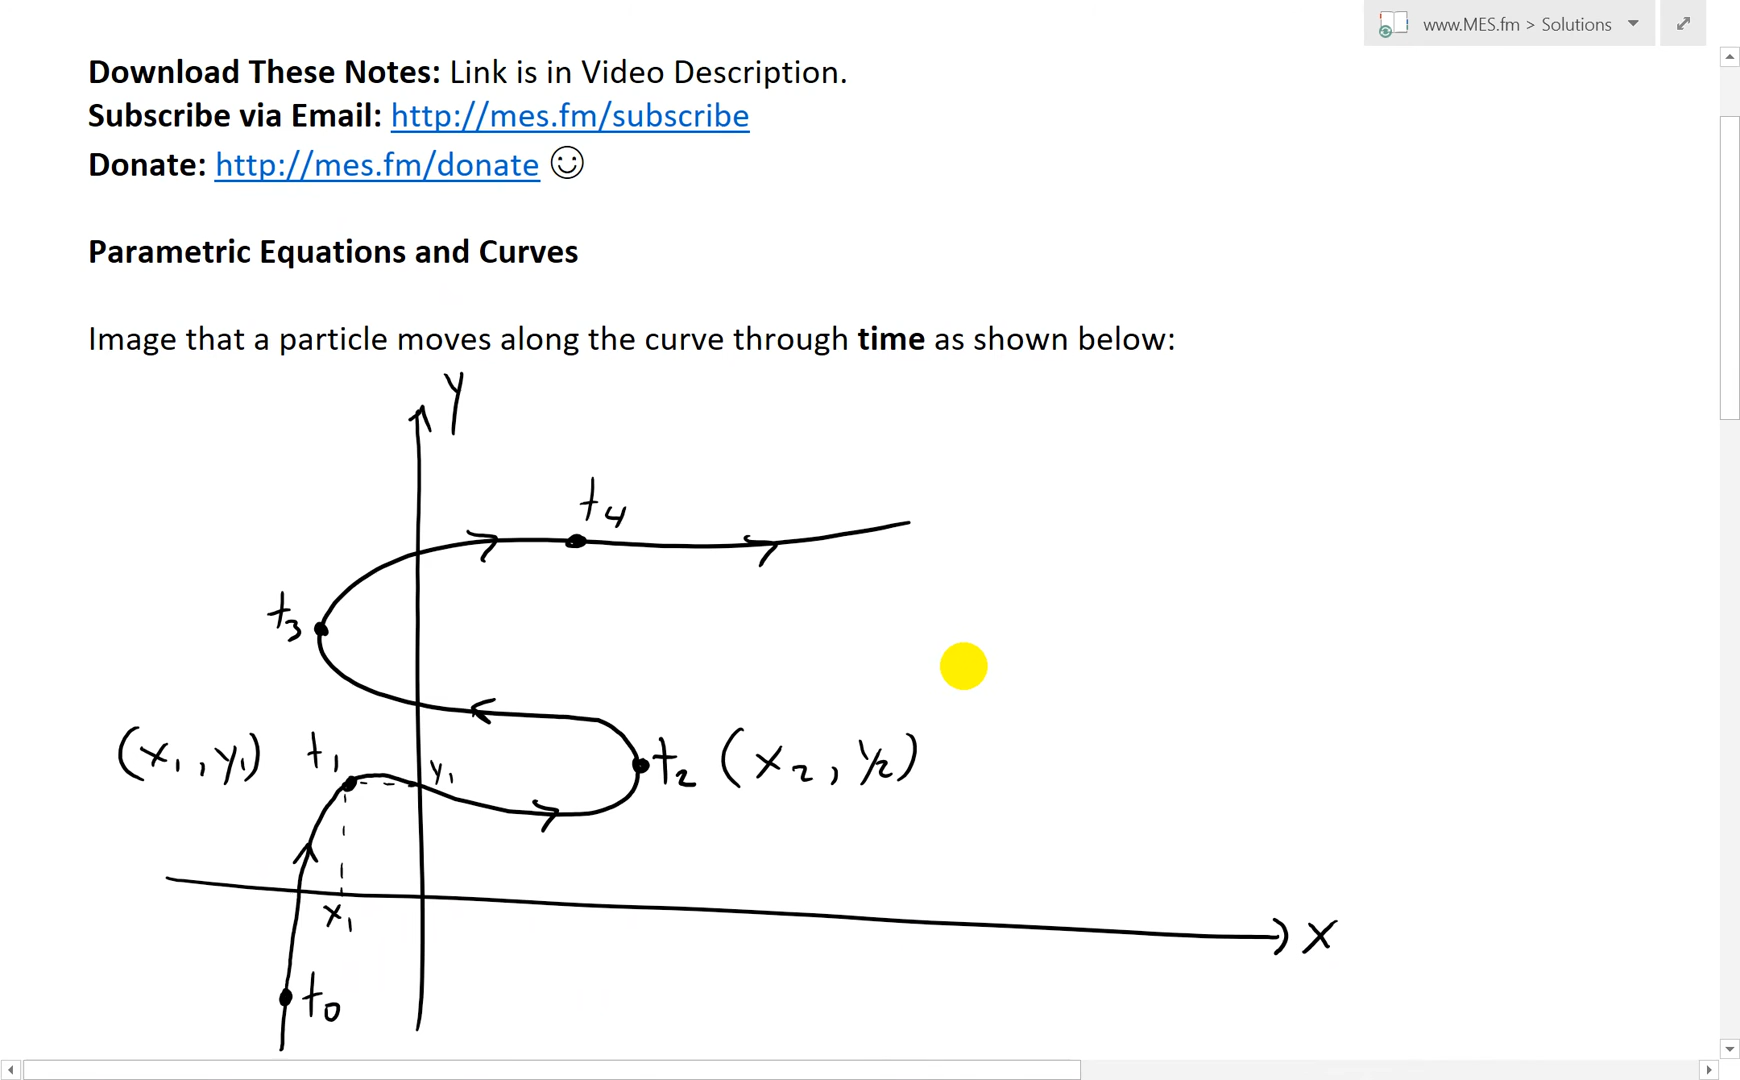 www.MES.fm > Solutions
Download These Notes: Link is in Video Description.
Subscribe via Email: http://mes.fm/subscribe
Donate: http://mes.fm/donate ☺
Parametric Equations and Curves
Image that a particle moves along the curve through time as shown below:
y
t₄
t₃
(x₁, y₁) t₁ y₁ t₂ (x₂, y₂)
x₁
x
t₀